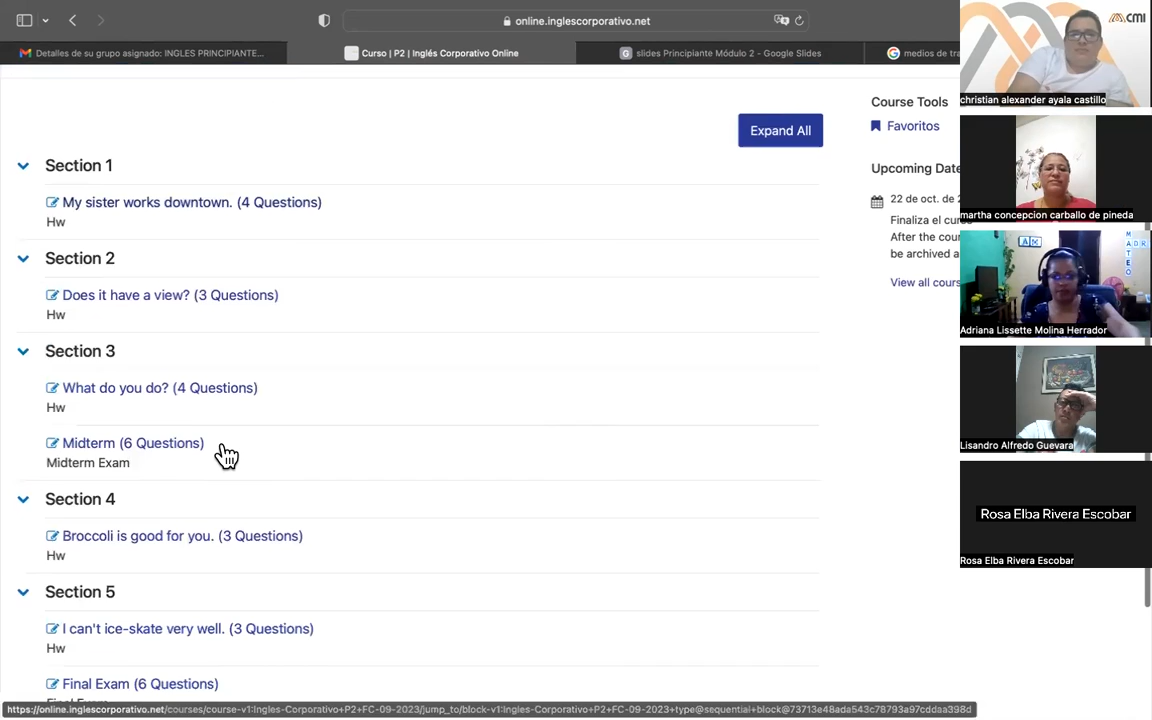 online.inglescorporativo.net
Detalles de su grupo asignado: INGLES PRINCIPIANTE...
Curso | P2 | Inglés Corporativo Online
slides Principiante Módulo 2 - Google Slides
medios de tra
Expand All
Section 1
My sister works downtown. (4 Questions)
Hw
Section 2
Does it have a view? (3 Questions)
Hw
Section 3
What do you do? (4 Questions)
Hw
Midterm (6 Questions)
Midterm Exam
Section 4
Broccoli is good for you. (3 Questions)
Hw
Section 5
I can't ice-skate very well. (3 Questions)
Hw
Final Exam (6 Questions)
https://online.inglescorporativo.net/courses/course-v1:Ingles-Corporativo+P2+FC-09-2023/jump_to/block-v1:Ingles-Corporativo+P2+FC-09-2023+type@sequential+block@73713e48ada543c78793a97cddaa398d
Course Tools
Favoritos
Upcoming Date
22 de oct. de 2
Finaliza el cu
After the cour
be archived a
View all cours
CMI
christian alexander ayala castillo
martha concepcion carballo de pineda
AM
MATEO
ADR
Adriana Lissette Molina Herrador
Lisandro Alfredo Guevara
Rosa Elba Rivera Escobar
Rosa Elba Rivera Escobar